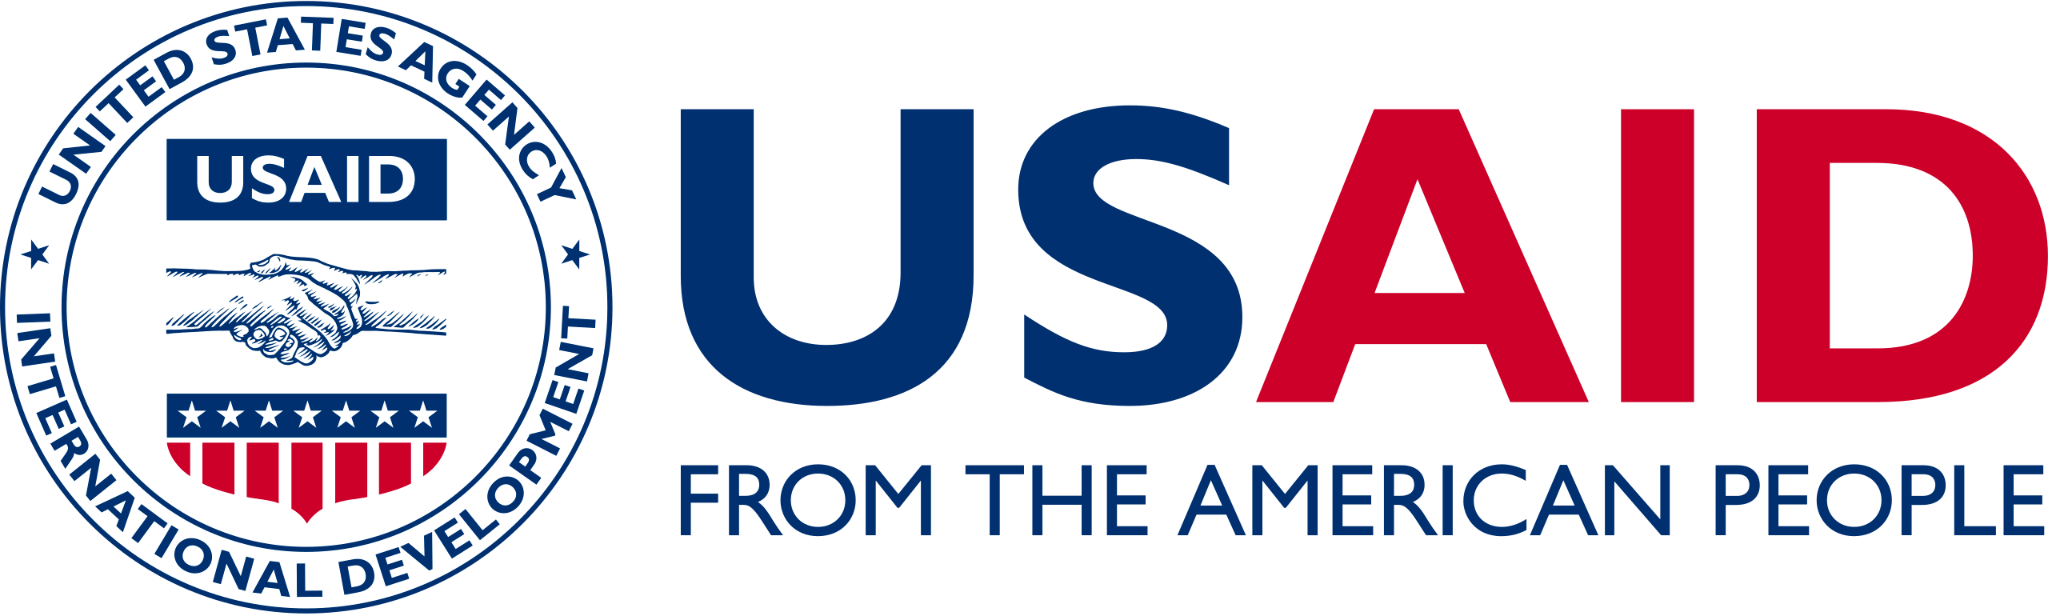 UNITED STATES AGENCY
INTERNATIONAL DEVELOPMENT
USAID
USAID
FROM THE AMERICAN PEOPLE